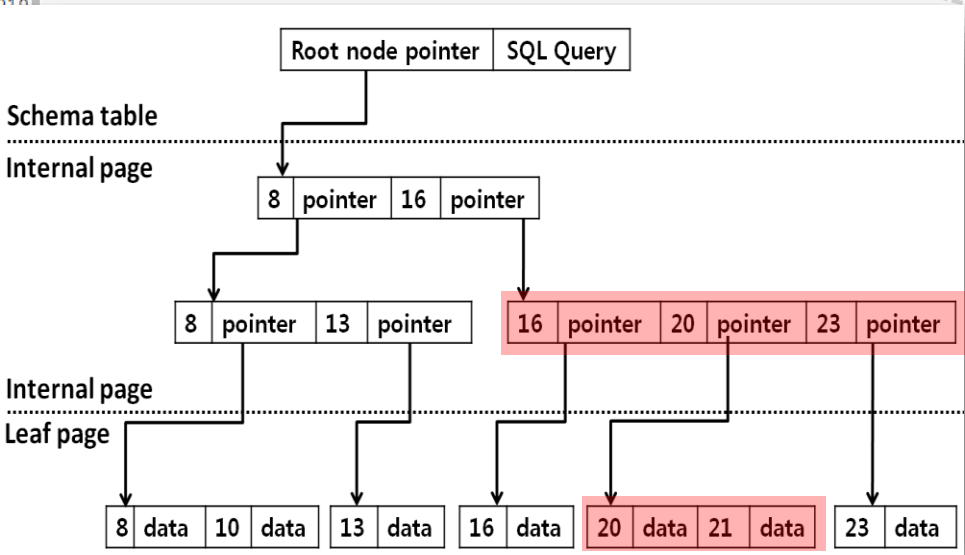 Root node pointer SQL Query
Schema table
Internal page
8 pointer 16 pointer
8 pointer 13 pointer 16 pointer 20 pointer 23 pointer
Internal page
Leaf page
8 data 10 data 13 data 16 data 20 data 21 data 23 data